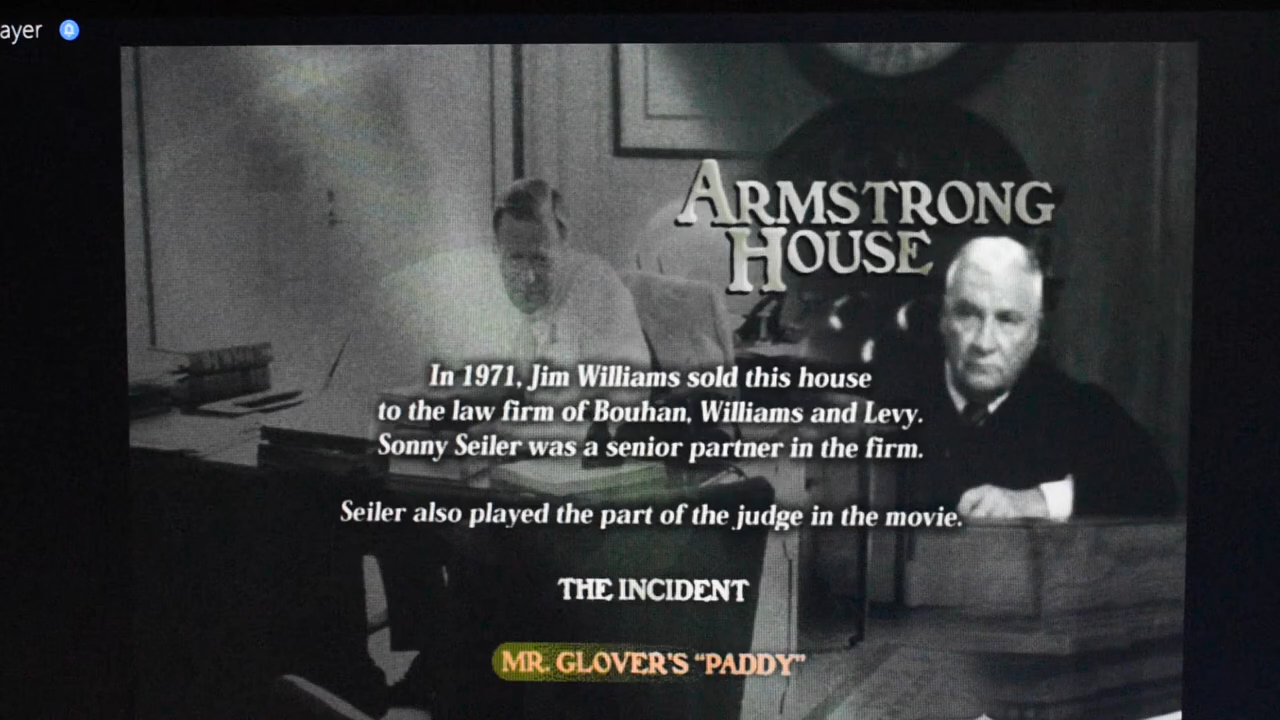 ayer
ARMSTRONG
HOUSE
In 1971, Jim Williams sold this house
to the law firm of Bouhan, Williams and Levy.
Sonny Seiler was a senior partner in the firm.
Seiler also played the part of the judge in the movie.
THE INCIDENT
MR. GLOVER'S “PADDY”